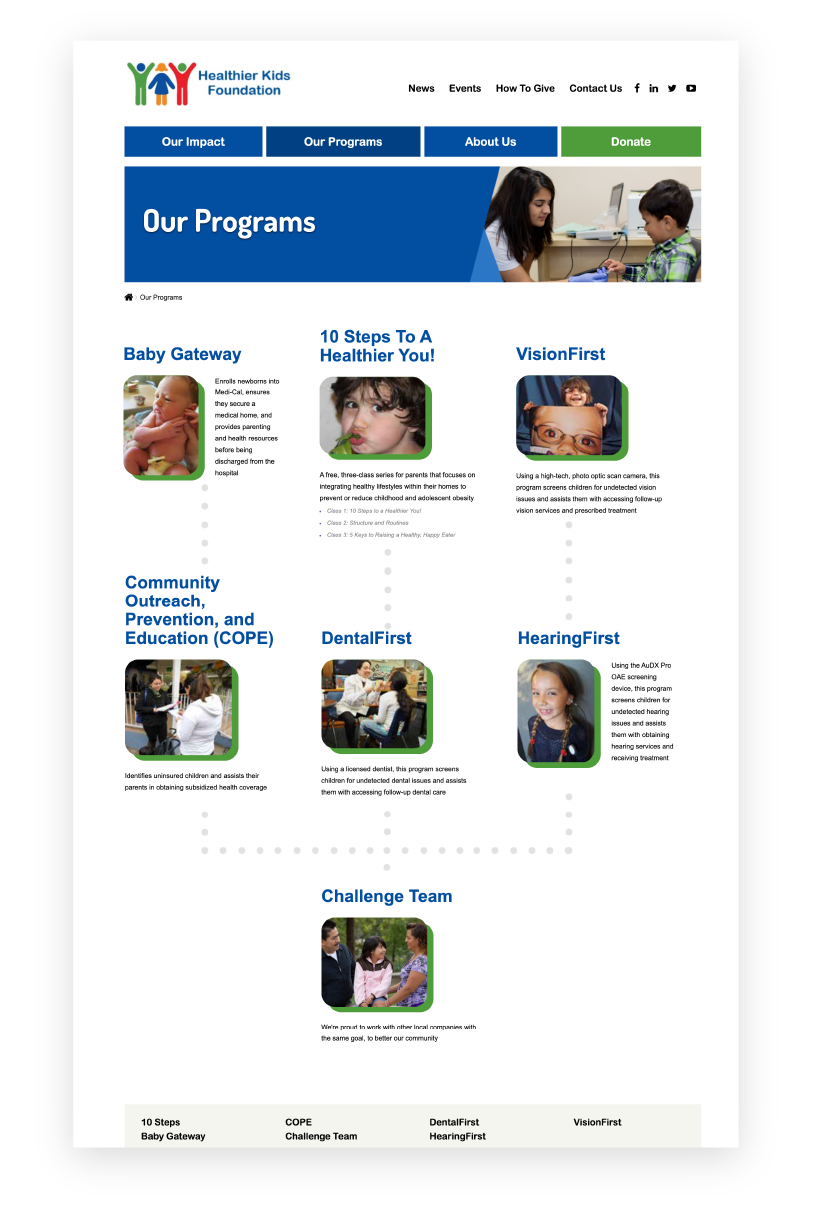 Healthier Kids
Foundation
News Events How To Give Contact Us
Our Impact Our Programs About Us Donate
Our Programs
Our Programs
Baby Gateway
Enrolls newborns into
Medi-Cal, ensures
they secure a
medical home, and
provides parenting
and health resources
before being
discharged from the
hospital
10 Steps To A
Healthier You!
A free, three-class series for parents that focuses on
integrating healthy lifestyles within their homes to
prevent or reduce childhood and adolescent obesity
• Class 1: 10 Steps to a Healthier You!
• Class 2: Structure and Routines
• Class 3: 5 Keys to Raising a Healthy, Happy Eater
VisionFirst
Using a high-tech, photo optic scan camera, this
program screens children for undetected vision
issues and assists them with accessing follow-up
vision services and prescribed treatment
Community
Outreach,
Prevention, and
Education (COPE)
Identifies uninsured children and assists their
parents in obtaining subsidized health coverage
DentalFirst
Using a licensed dentist, this program screens
children for undetected dental issues and assists
them with accessing follow-up dental care
HearingFirst
Using the AuDX Pro
OAE screening
device, this program
screens children for
undetected hearing
issues and assists
them with obtaining
hearing services and
receiving treatment
Challenge Team
We're proud to work with other local companies with
the same goal, to better our community
10 Steps COPE DentalFirst VisionFirst
Baby Gateway Challenge Team HearingFirst